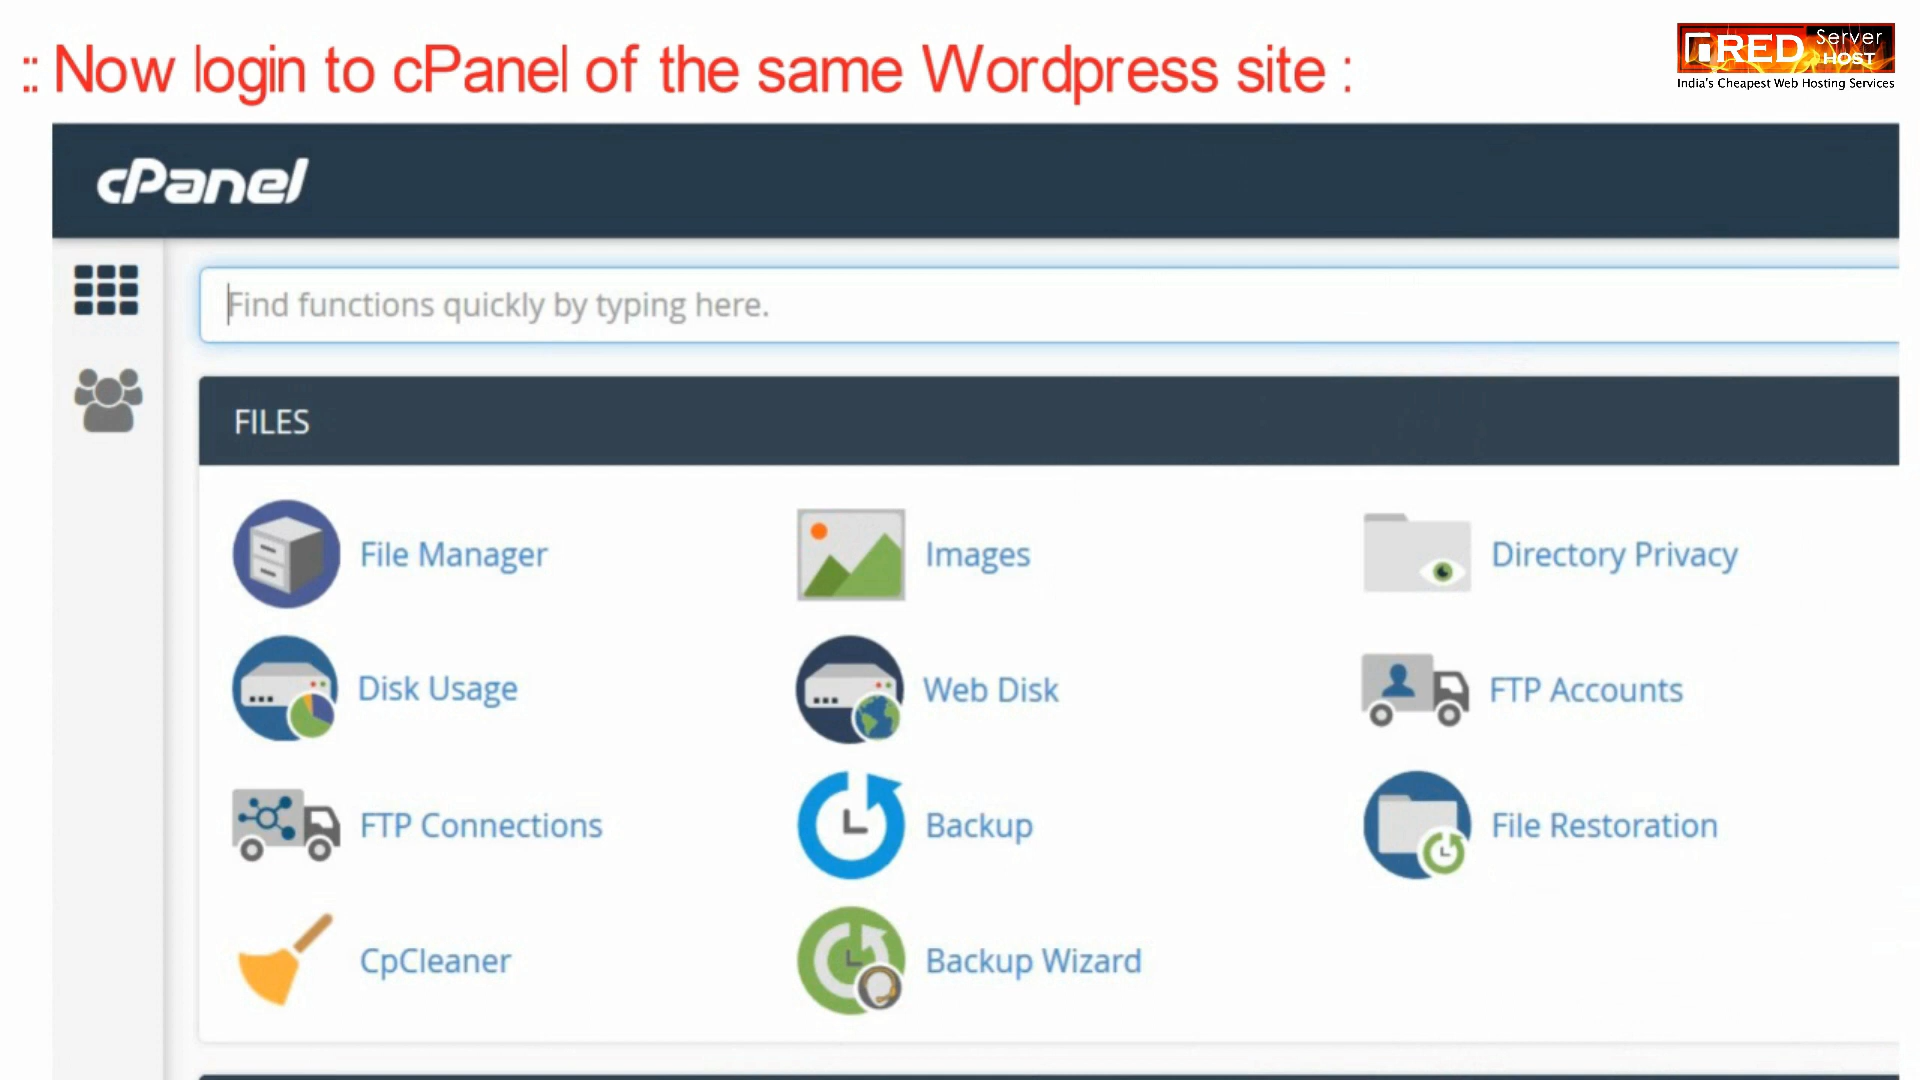 :: Now login to cPanel of the same Wordpress site :
RED Server HOST
India's Cheapest Web Hosting Services
cPanel
Find functions quickly by typing here.
FILES
File Manager
Images
Directory Privacy
Disk Usage
Web Disk
FTP Accounts
FTP Connections
Backup
File Restoration
CpCleaner
Backup Wizard